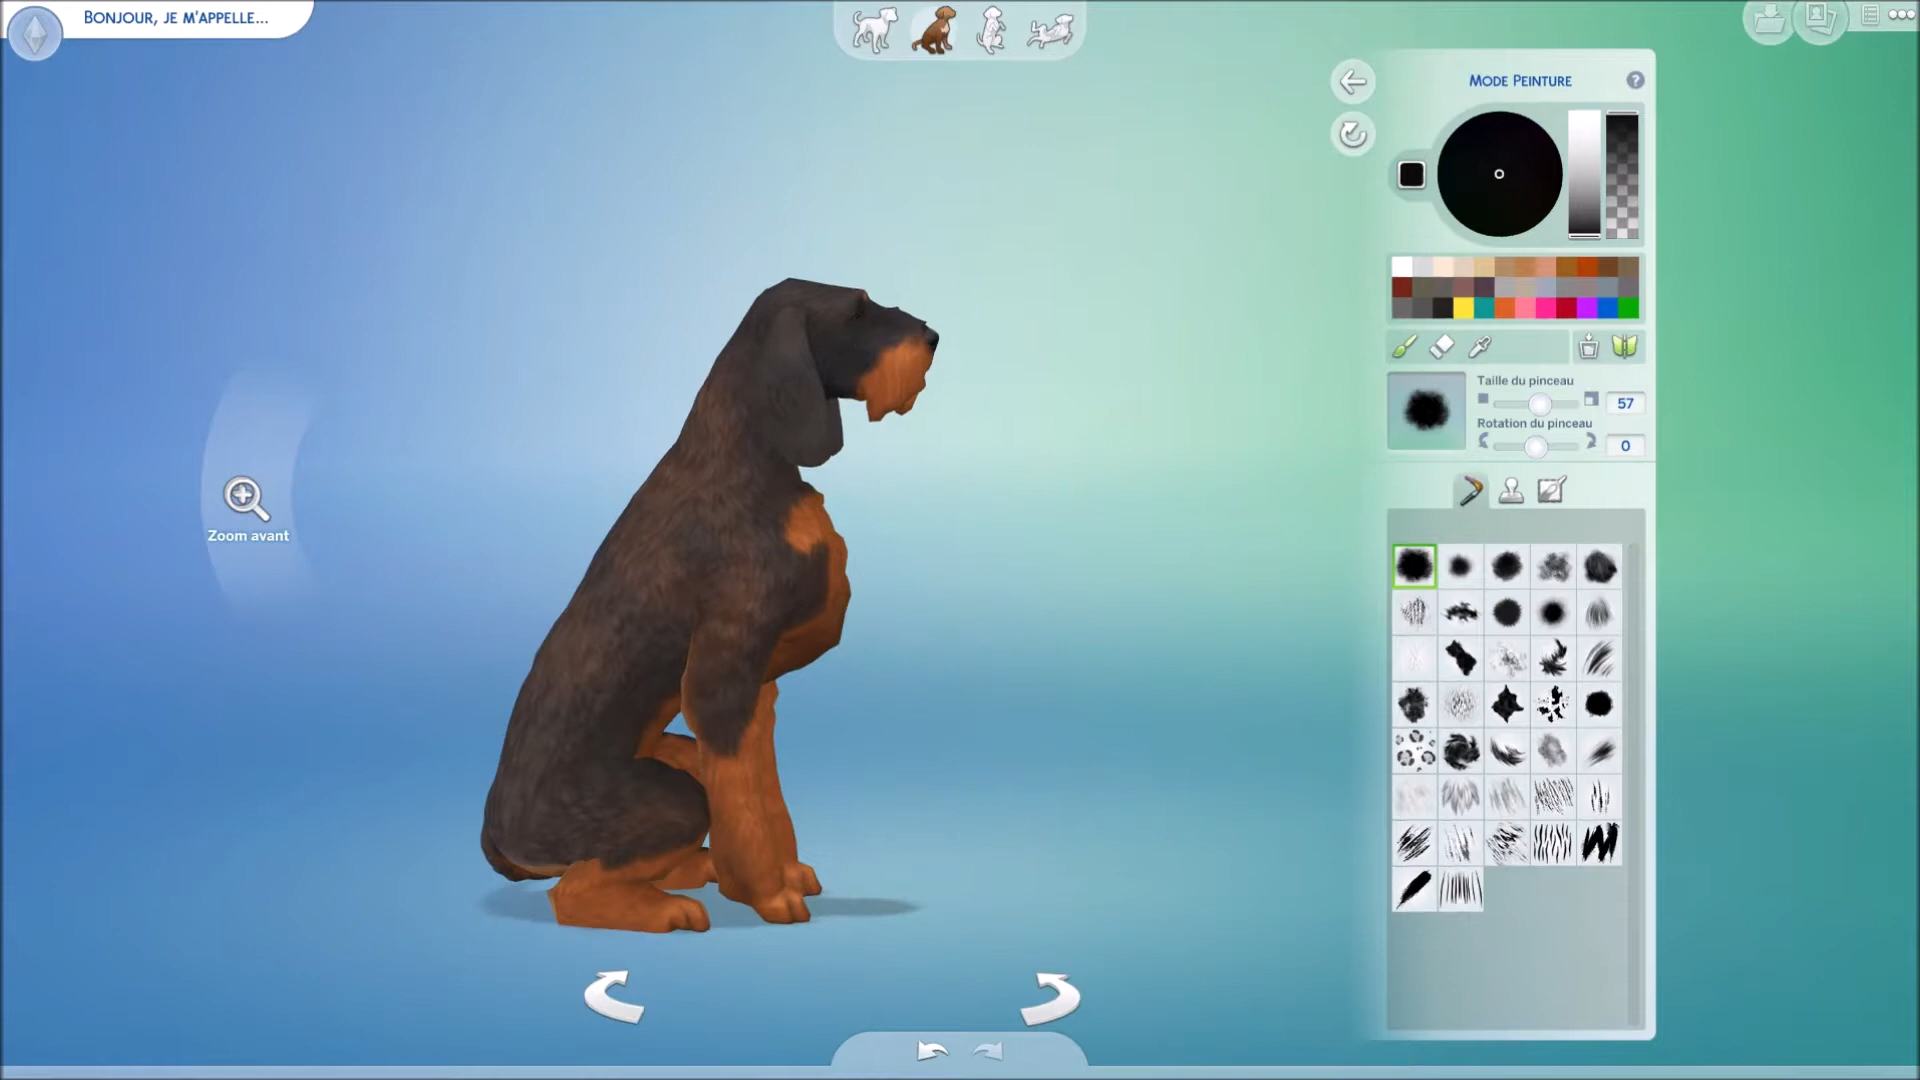 BONJOUR, JE M'APPELLE...
MODE PEINTURE
?
Taille du pinceau
57
Rotation du pinceau
0
Zoom avant